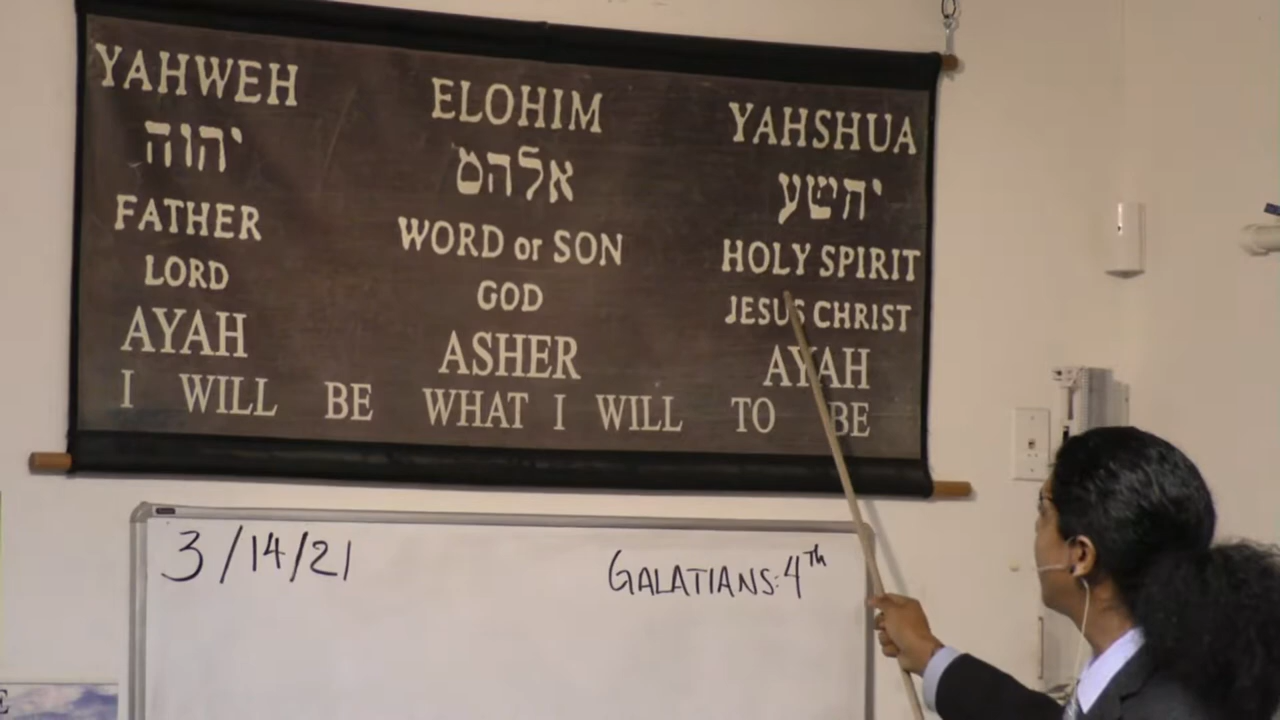 YAHWEH ELOHIM YAHSHUA
יהוה אלהם יהשע
FATHER WORD or SON HOLY SPIRIT
LORD GOD JESUS CHRIST
AYAH ASHER AYAH
I WILL BE WHAT I WILL TO BE
3/14/21 GALATIANS: 4TH
E